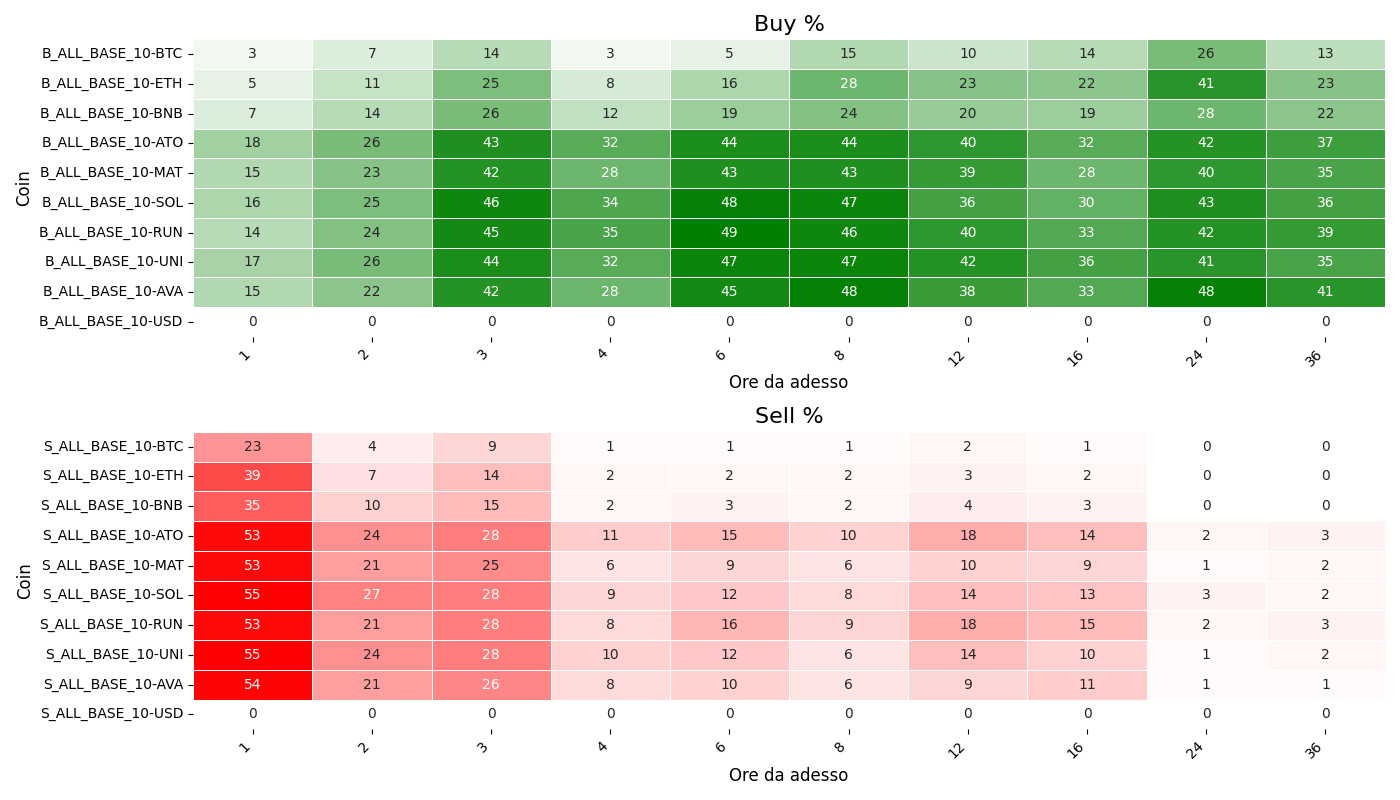 Buy %
Coin
B_ALL_BASE_10-BTC 3 7 14 3 5 15 10 14 26 13
B_ALL_BASE_10-ETH 5 11 25 8 16 28 23 22 41 23
B_ALL_BASE_10-BNB 7 14 26 12 19 24 20 19 28 22
B_ALL_BASE_10-ATO 18 26 43 32 44 44 40 32 42 37
B_ALL_BASE_10-MAT 15 23 42 28 43 43 39 28 40 35
B_ALL_BASE_10-SOL 16 25 46 34 48 47 36 30 43 36
B_ALL_BASE_10-RUN 14 24 45 35 49 46 40 33 42 39
B_ALL_BASE_10-UNI 17 26 44 32 47 47 42 36 41 35
B_ALL_BASE_10-AVA 15 22 42 28 45 48 38 33 48 41
B_ALL_BASE_10-USD 0 0 0 0 0 0 0 0 0 0
1 2 3 4 6 8 12 16 24 36
Ore da adesso
Sell %
Coin
S_ALL_BASE_10-BTC 23 4 9 1 1 1 2 1 0 0
S_ALL_BASE_10-ETH 39 7 14 2 2 2 3 2 0 0
S_ALL_BASE_10-BNB 35 10 15 2 3 2 4 3 0 0
S_ALL_BASE_10-ATO 53 24 28 11 15 10 18 14 2 3
S_ALL_BASE_10-MAT 53 21 25 6 9 6 10 9 1 2
S_ALL_BASE_10-SOL 55 27 28 9 12 8 14 13 3 2
S_ALL_BASE_10-RUN 53 21 28 8 16 9 18 15 2 3
S_ALL_BASE_10-UNI 55 24 28 10 12 6 14 10 1 2
S_ALL_BASE_10-AVA 54 21 26 8 10 6 9 11 1 1
S_ALL_BASE_10-USD 0 0 0 0 0 0 0 0 0 0
1 2 3 4 6 8 12 16 24 36
Ore da adesso